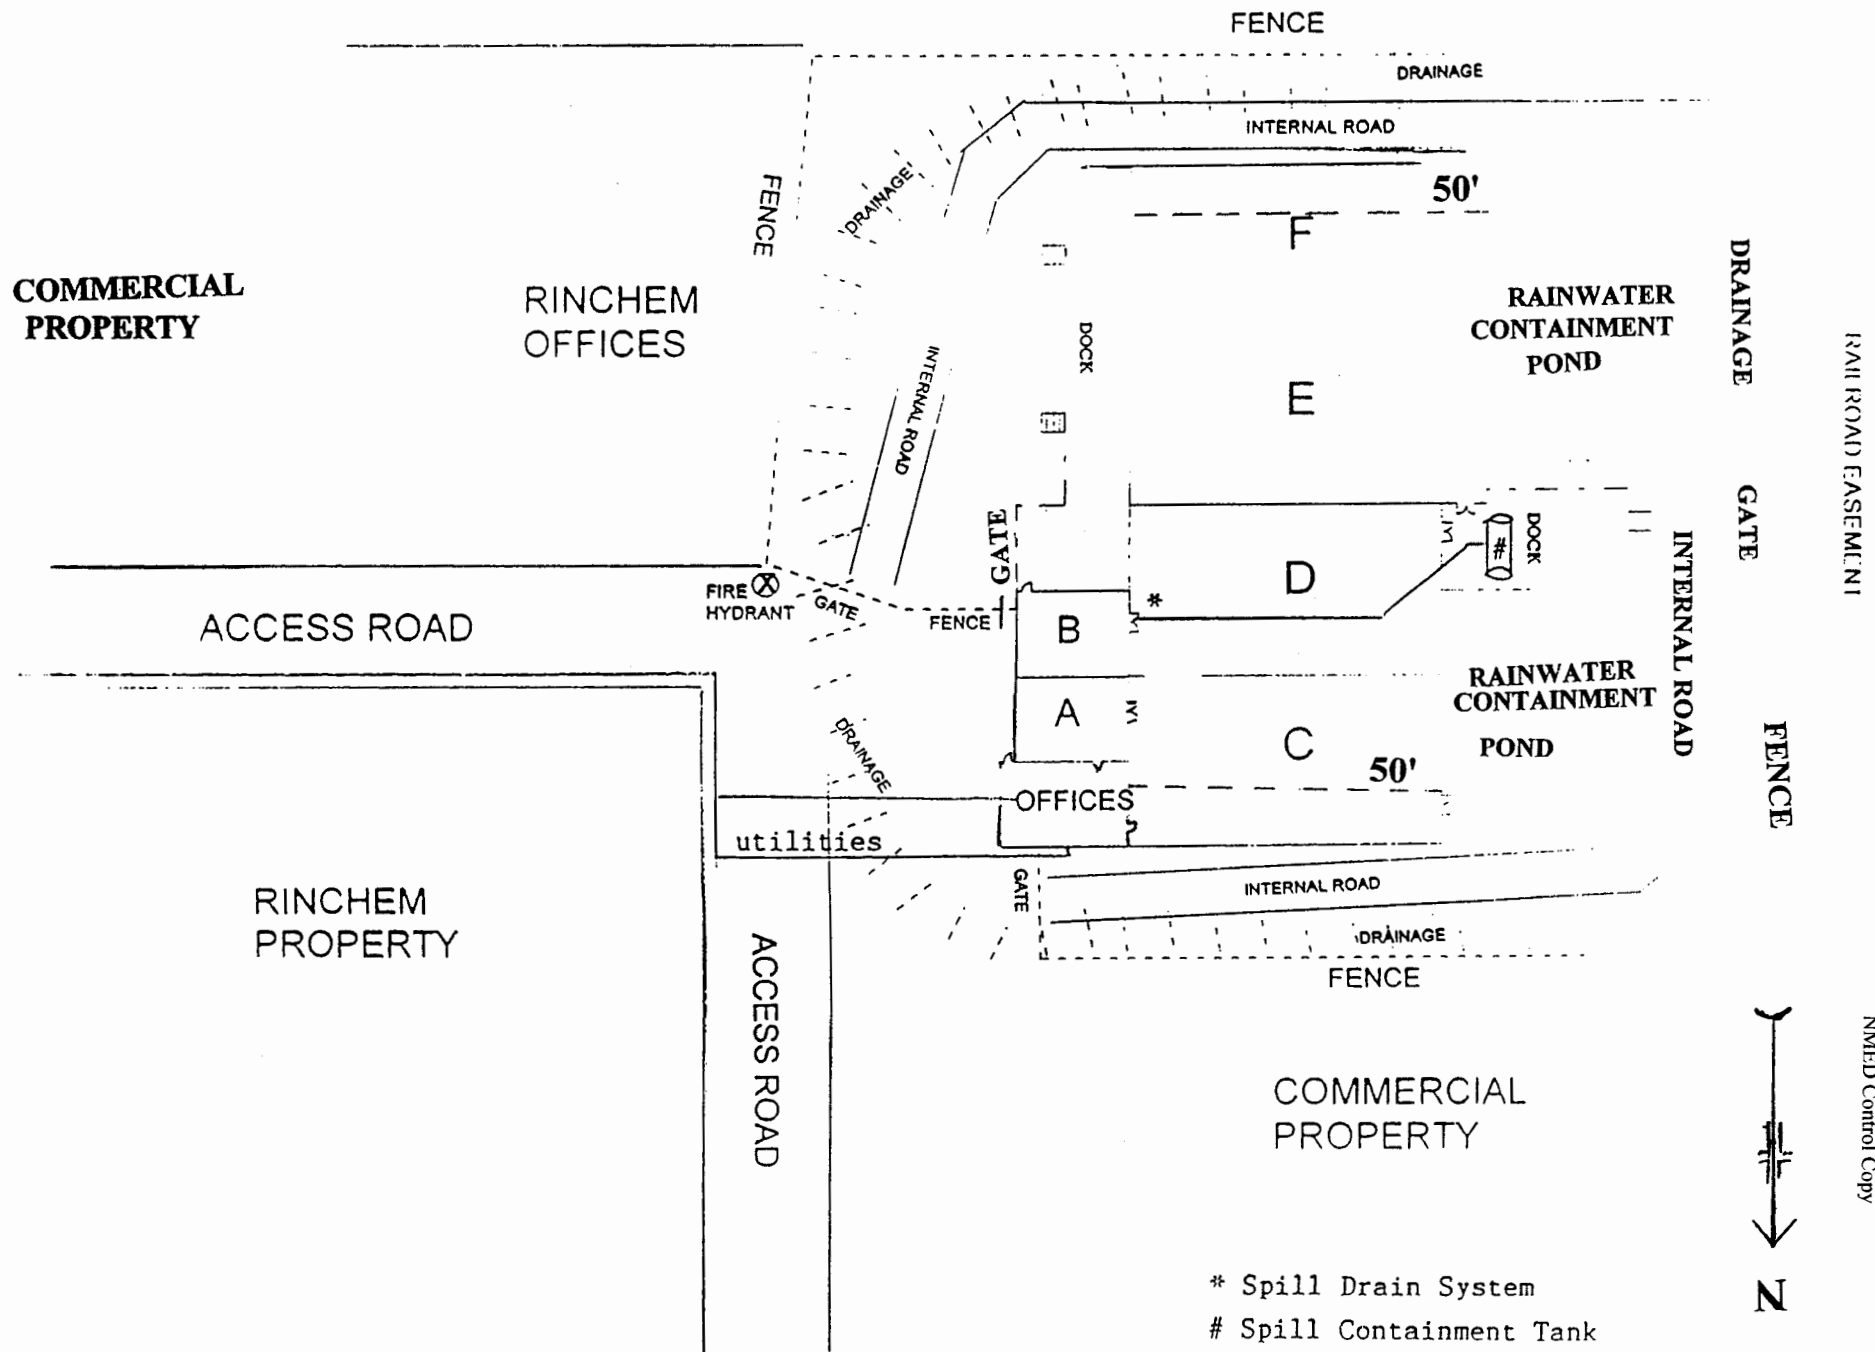 FENCE
DRAINAGE
INTERNAL ROAD
50'
FENCE
DRAINAGE
F
COMMERCIAL
PROPERTY
RINCHEM
OFFICES
DOCK
RAINWATER
CONTAINMENT
POND
DRAINAGE
RAILROAD EASEMENT
INTERNAL ROAD
E
GATE
GATE
DOCK
#
INTERNAL ROAD
FIRE
HYDRANT
GATE
FENCE
*
D
B
ACCESS ROAD
A
C
RAINWATER
CONTAINMENT
POND
50'
FENCE
DRAINAGE
OFFICES
utilities
GATE
INTERNAL ROAD
DRAINAGE
FENCE
RINCHEM
PROPERTY
ACCESS ROAD
COMMERCIAL
PROPERTY
NMED Control Copy
N
* Spill Drain System
# Spill Containment Tank